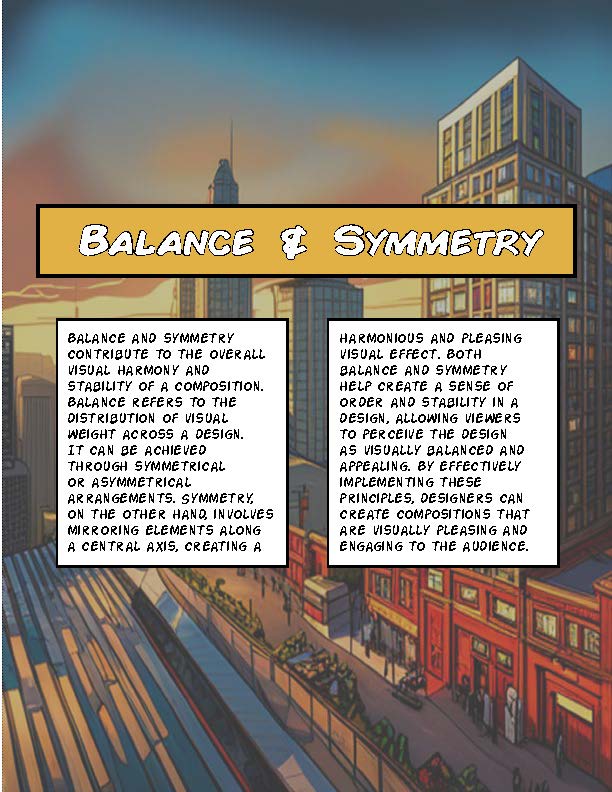 BALANCE & SYMMETRY
BALANCE AND SYMMETRY
CONTRIBUTE TO THE OVERALL
VISUAL HARMONY AND
STABILITY OF A COMPOSITION.
BALANCE REFERS TO THE
DISTRIBUTION OF VISUAL
WEIGHT ACROSS A DESIGN.
IT CAN BE ACHIEVED
THROUGH SYMMETRICAL
OR ASYMMETRICAL
ARRANGEMENTS. SYMMETRY,
ON THE OTHER HAND, INVOLVES
MIRRORING ELEMENTS ALONG
A CENTRAL AXIS, CREATING A
HARMONIOUS AND PLEASING
VISUAL EFFECT. BOTH
BALANCE AND SYMMETRY
HELP CREATE A SENSE OF
ORDER AND STABILITY IN A
DESIGN, ALLOWING VIEWERS
TO PERCEIVE THE DESIGN
AS VISUALLY BALANCED AND
APPEALING. BY EFFECTIVELY
IMPLEMENTING THESE
PRINCIPLES, DESIGNERS CAN
CREATE COMPOSITIONS THAT
ARE VISUALLY PLEASING AND
ENGAGING TO THE AUDIENCE.